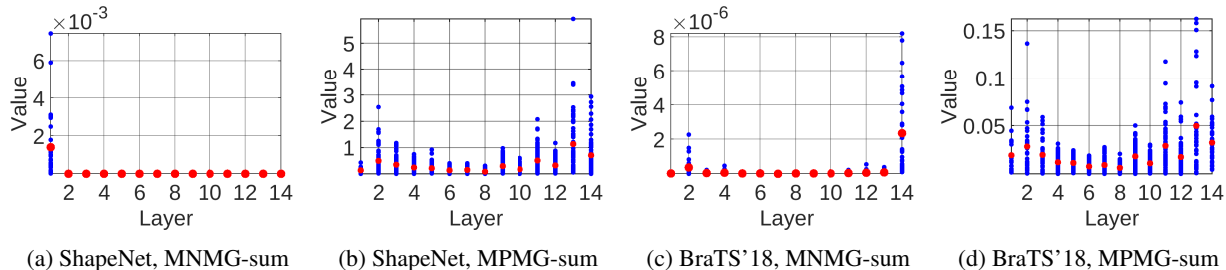 ×10⁻³
6
4
2
Value
2 4 6 8 10 12 14
Layer
(a) ShapeNet, MNMG-sum
5
4
3
2
1
Value
2 4 6 8 10 12 14
Layer
(b) ShapeNet, MPMG-sum
8 ×10⁻⁶
6
4
2
Value
2 4 6 8 10 12 14
Layer
(c) BraTS'18, MNMG-sum
0.15
0.1
0.05
Value
2 4 6 8 10 12 14
Layer
(d) BraTS'18, MPMG-sum